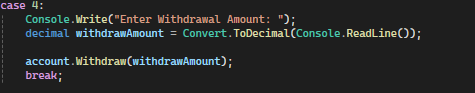 case 4:
Console.Write("Enter Withdrawal Amount: ");
decimal withdrawAmount = Convert.ToDecimal(Console.ReadLine());
account.Withdraw(withdrawAmount);
break;